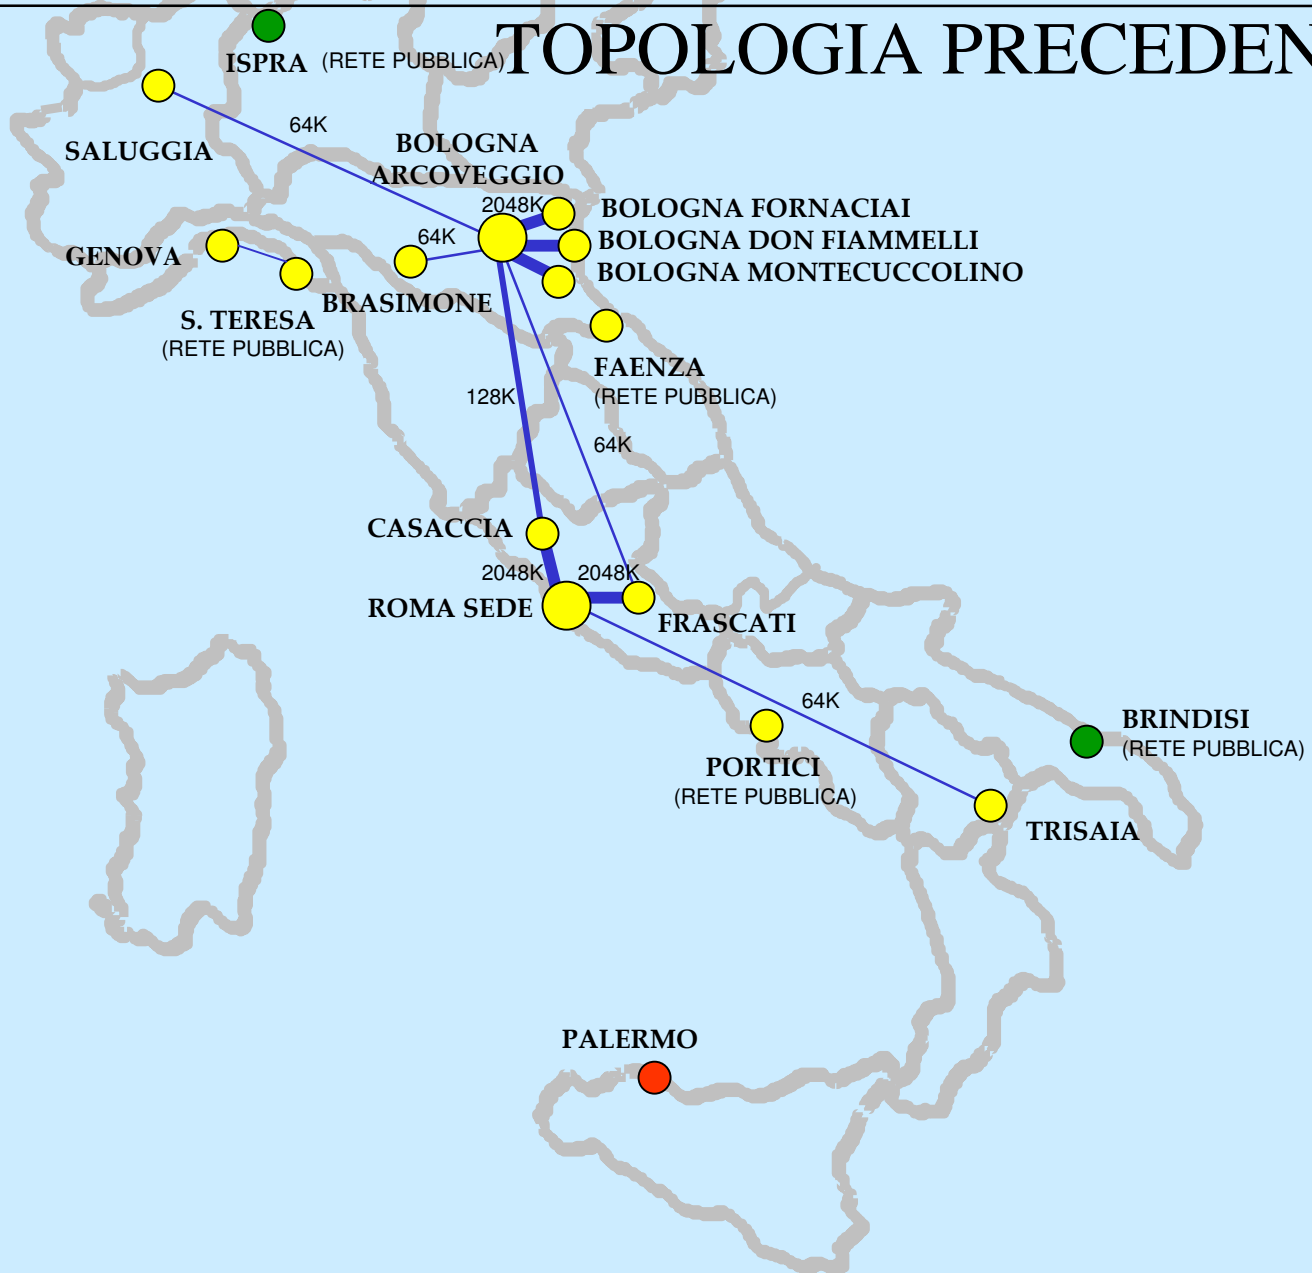 TOPOLOGIA PRECEDEN
ISPRA (RETE PUBBLICA)
64K
SALUGGIA
BOLOGNA
ARCOVEGGIO
2048K
BOLOGNA FORNACIAI
64K
BOLOGNA DON FIAMMELLI
GENOVA
BOLOGNA MONTECUCCOLINO
BRASIMONE
S. TERESA
(RETE PUBBLICA)
FAENZA
(RETE PUBBLICA)
128K
64K
CASACCIA
2048K
2048K
ROMA SEDE
FRASCATI
64K
BRINDISI
(RETE PUBBLICA)
PORTICI
(RETE PUBBLICA)
TRISAIA
PALERMO